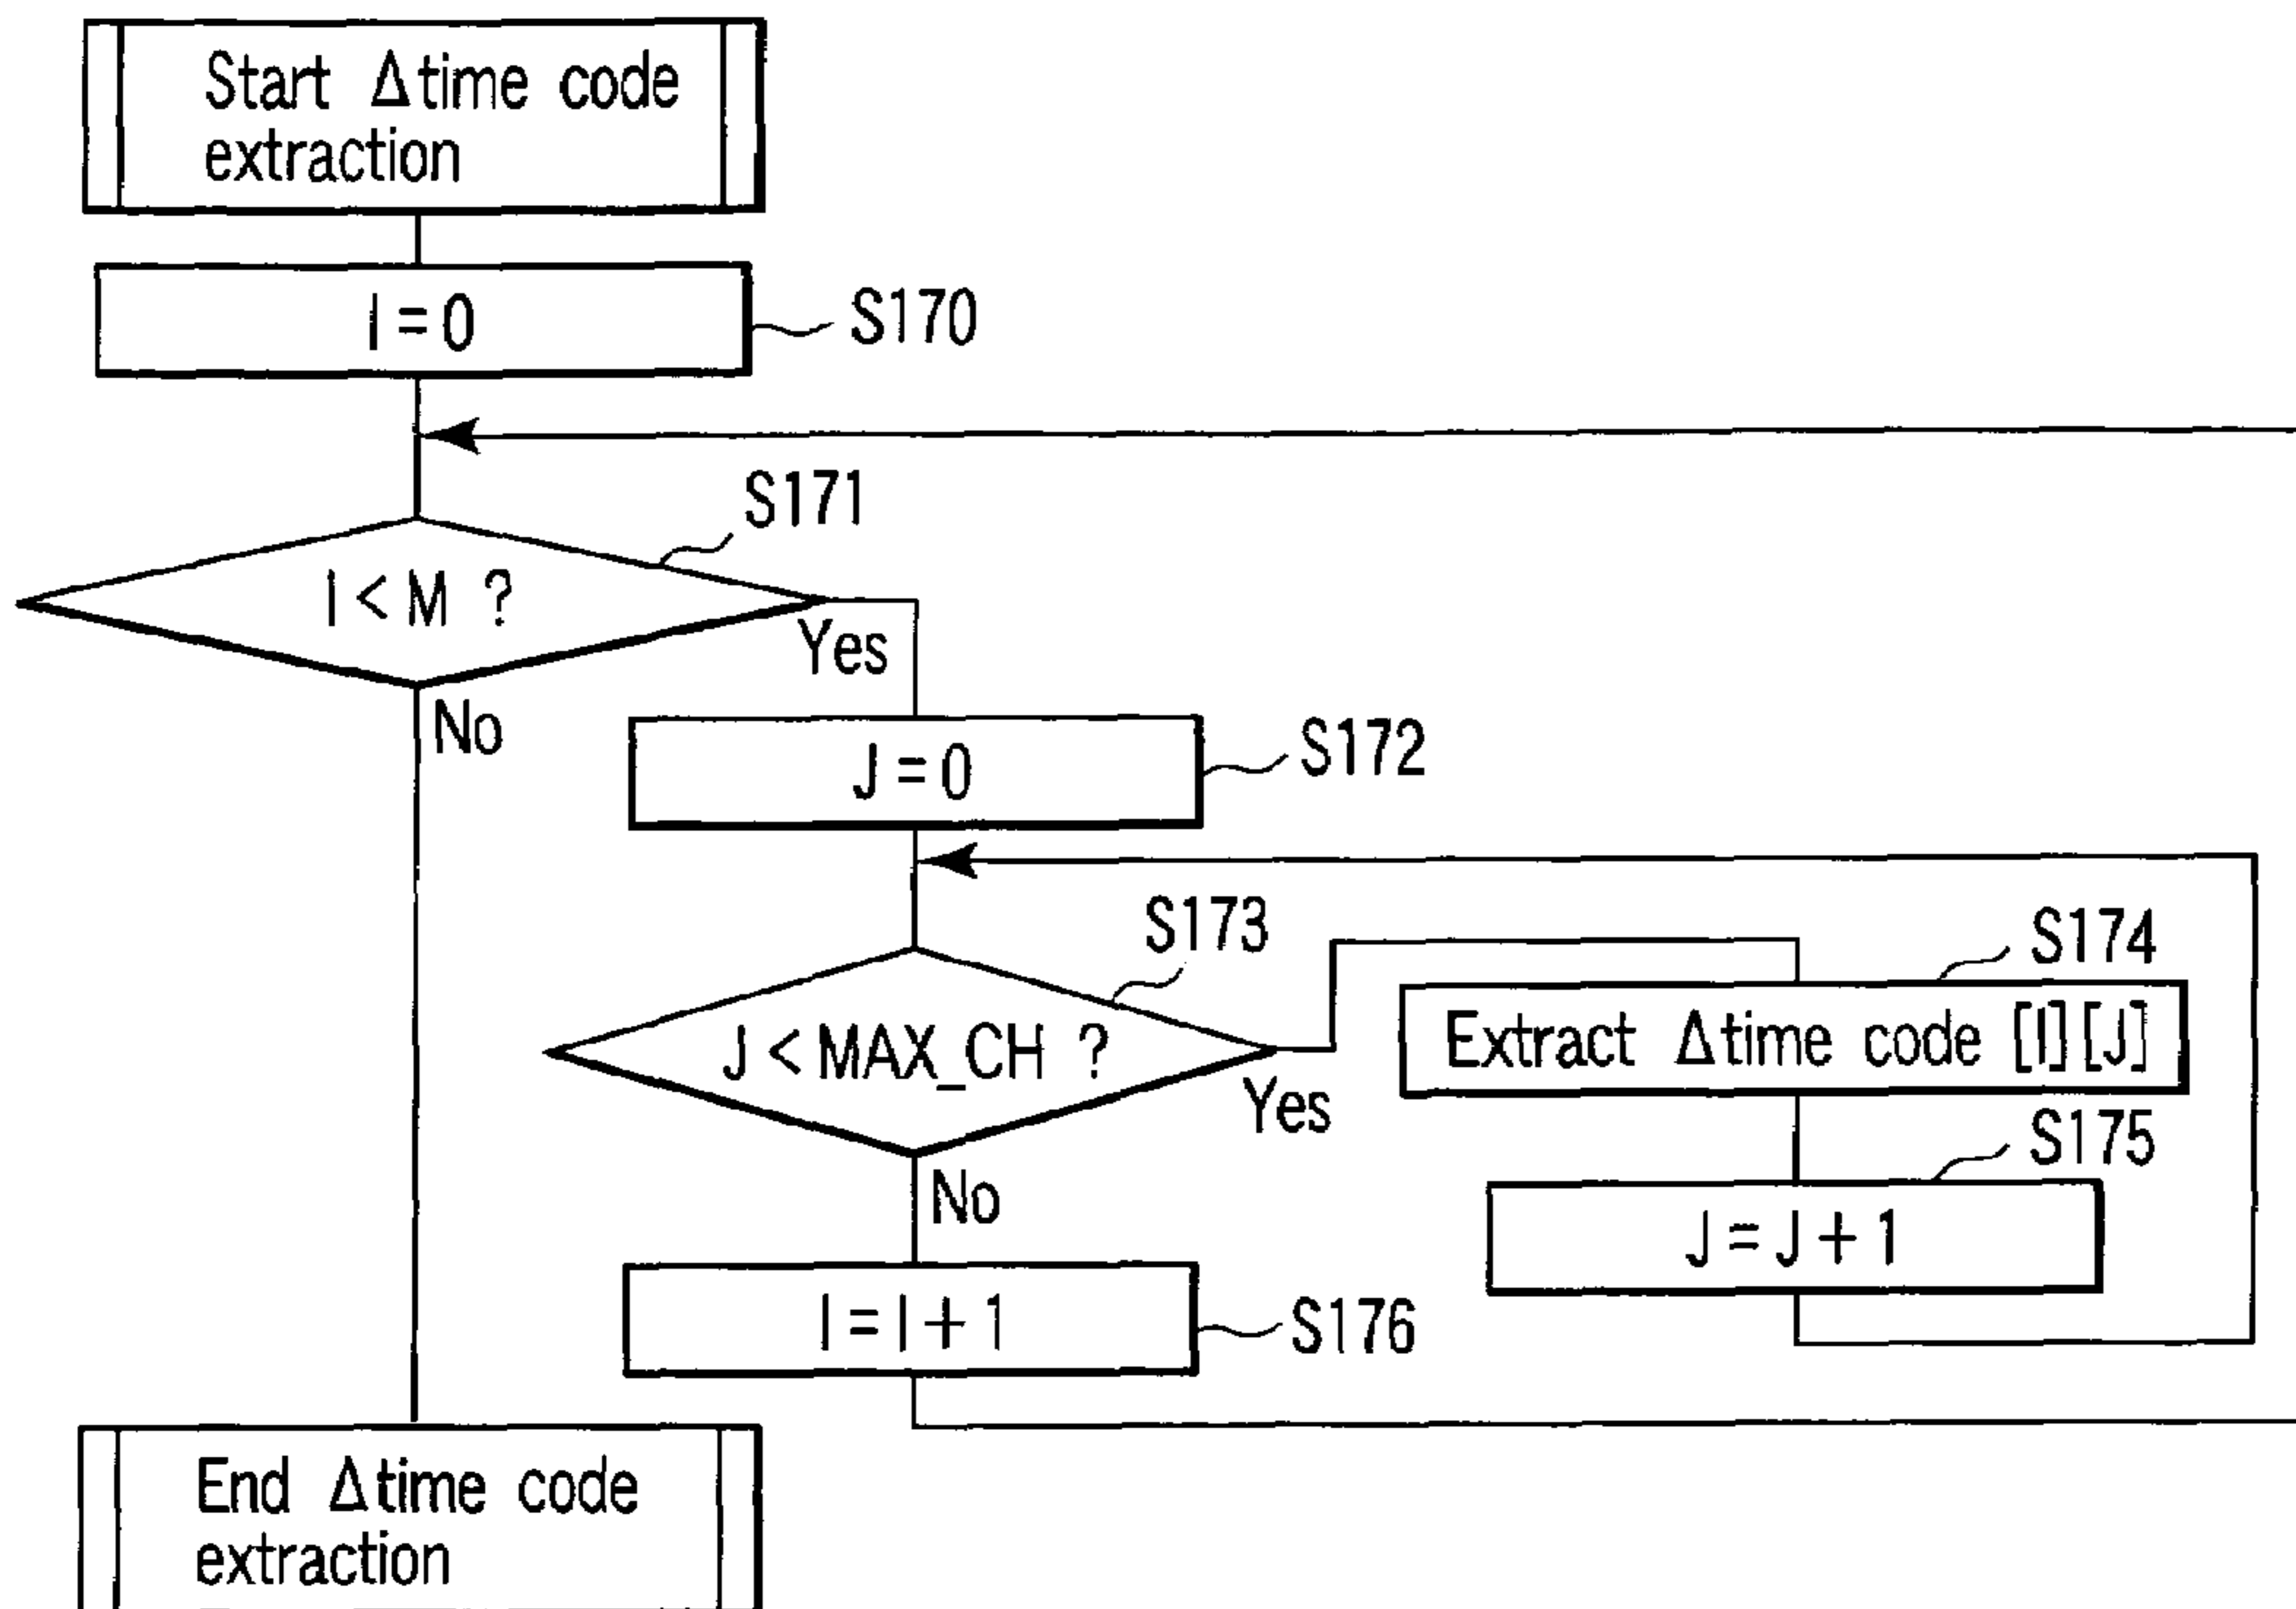 Start Δtime code
extraction
I = 0
S170
S171
I < M ?
Yes
No
J = 0
S172
S173
J < MAX_CH ?
Yes
No
S174
Extract Δtime code [I][J]
S175
J = J + 1
I = I + 1
S176
End Δtime code
extraction